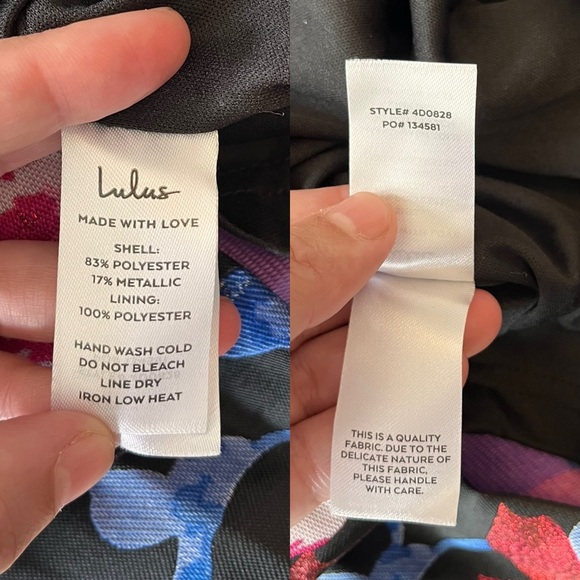 Lulus
MADE WITH LOVE
SHELL:
83% POLYESTER
17% METALLIC
LINING:
100% POLYESTER
HAND WASH COLD
DO NOT BLEACH
LINE DRY
IRON LOW HEAT
STYLE# 4D0828
PO# 134581
THIS IS A QUALITY
FABRIC. DUE TO THE
DELICATE NATURE OF
THIS FABRIC,
PLEASE HANDLE
WITH CARE.